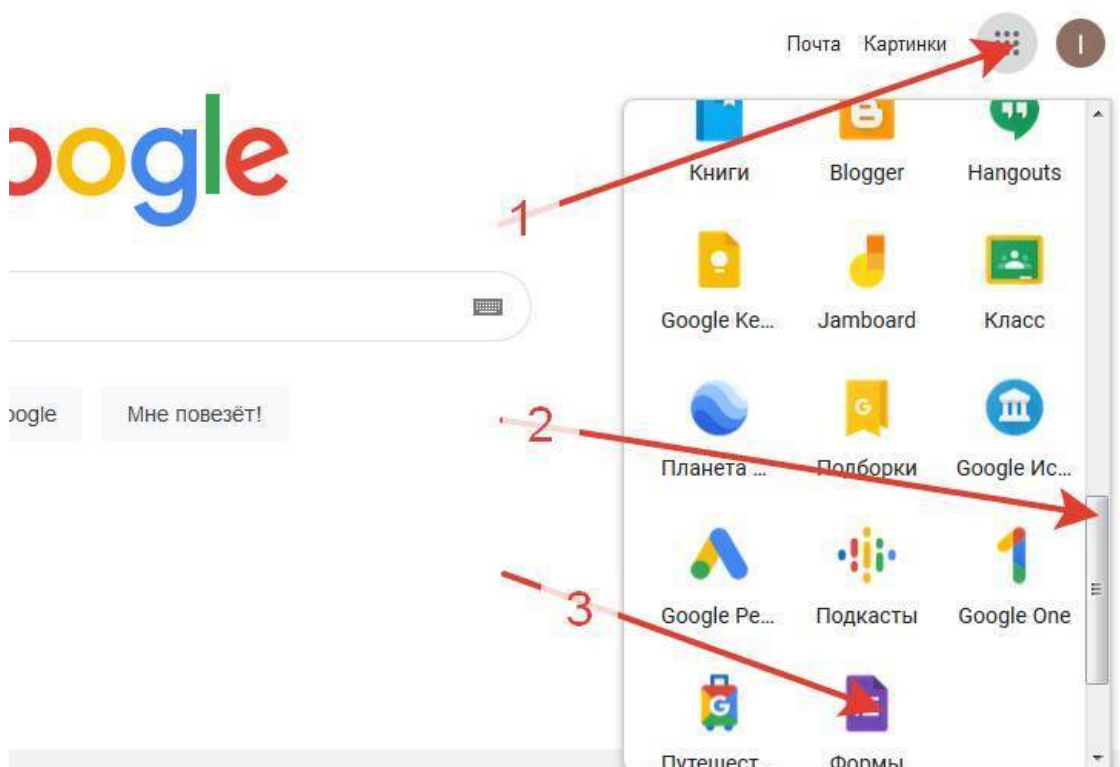 Почта Картинки I
oogle
1
Книги Blogger Hangouts
Google Ke... Jamboard Класс
oogle Мне повезёт!
2
Планета ... Подборки Google Ис...
3
Google Ре... Подкасты Google One
Путешест... Формы